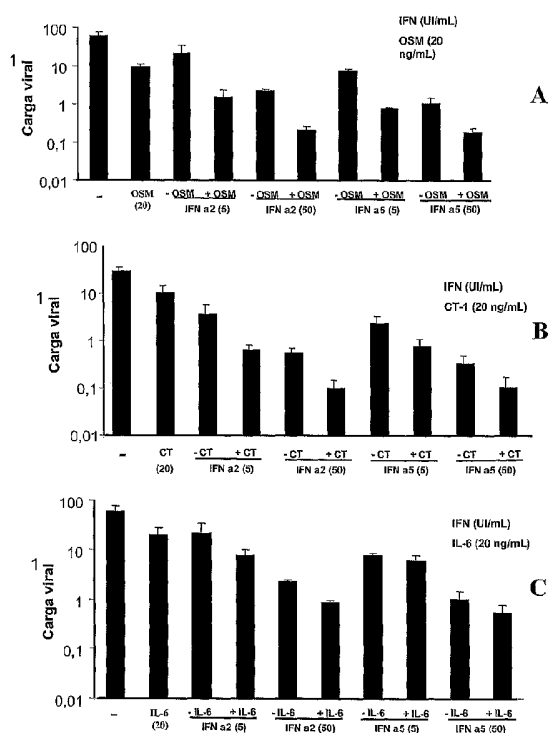 IFN (UI/mL)
OSM (20
ng/mL)
A
Carga viral
1
100
10
1
0,1
0,01
–
OSM
(20)
- OSM + OSM
- OSM + OSM
- OSM + OSM
- OSM + OSM
IFN a2 (5)
IFN a2 (50)
IFN a5 (5)
IFN a5 (50)
IFN (UI/mL)
CT-1 (20 ng/mL)
B
Carga viral
1
100
10
1
0,1
0,01
–
CT
(20)
- CT + CT
- CT + CT
- CT + CT
- CT + CT
IFN a2 (5)
IFN a2 (50)
IFN a5 (5)
IFN a5 (50)
IFN (UI/mL)
IL-6 (20 ng/mL)
C
Carga viral
1
100
10
1
0,1
0,01
–
IL-6
(20)
- IL-6 + IL-6
- IL-6 + IL-6
- IL-6 + IL-6
- IL-6 + IL-6
IFN a2 (5)
IFN a2 (50)
IFN a5 (5)
IFN a5 (50)